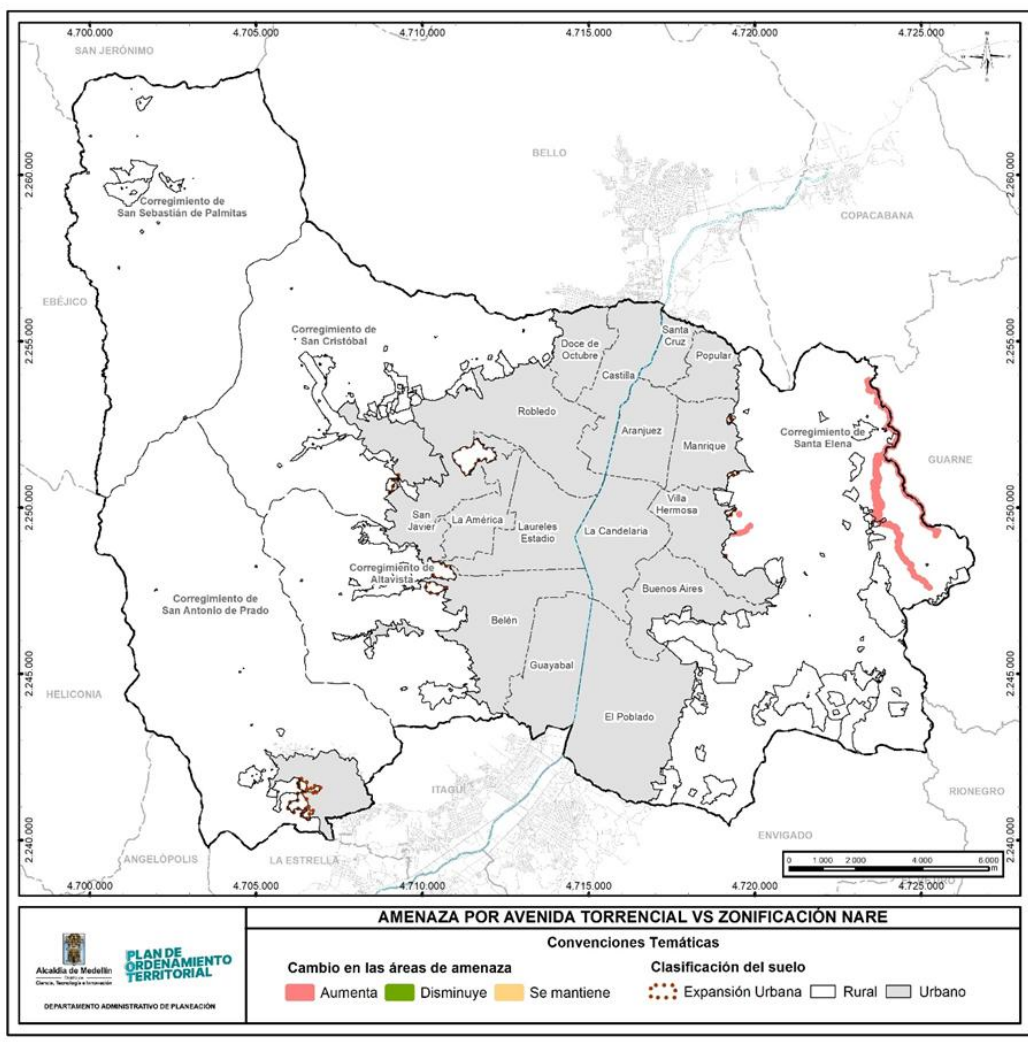 4.700.000 4.705.000 4.710.000 4.715.000 4.720.000 4.725.000
SAN JERÓNIMO
BELLO
2.260.000 2.260.000
Corregimiento de
San Sebastián de Palmitas
COPACABANA
EBÉJICO
2.255.000 2.255.000
Corregimiento de
San Cristóbal
Santa
Cruz
Doce de
Octubre
Popular
Castilla
Robledo
Aranjuez
Manrique
Corregimiento de
Santa Elena
GUARNE
2.250.000 2.250.000
San
Javier
La América
Laureles
Estadio
La Candelaria
Villa
Hermosa
Corregimiento de
Altavista
Corregimiento de
San Antonio de Prado
Buenos Aires
Belén
Guayabal
2.245.000 2.245.000
HELICONIA
El Poblado
ITAGÜÍ
RIONEGRO
2.240.000 2.240.000
ENVIGADO
ANGELÓPOLIS
LA ESTRELLA
0 1.000 2.000 4.000 6.000
m
4.700.000 4.705.000 4.710.000 4.715.000 4.720.000 4.725.000
AMENAZA POR AVENIDA TORRENCIAL VS ZONIFICACIÓN NARE
Convenciones Temáticas
Cambio en las áreas de amenaza
Aumenta Disminuye Se mantiene
Clasificación del suelo
Expansión Urbana Rural Urbano
Alcaldía de Medellín
Ciencia, Tecnología e Innovación
PLAN DE
ORDENAMIENTO
TERRITORIAL
DEPARTAMENTO ADMINISTRATIVO DE PLANEACIÓN